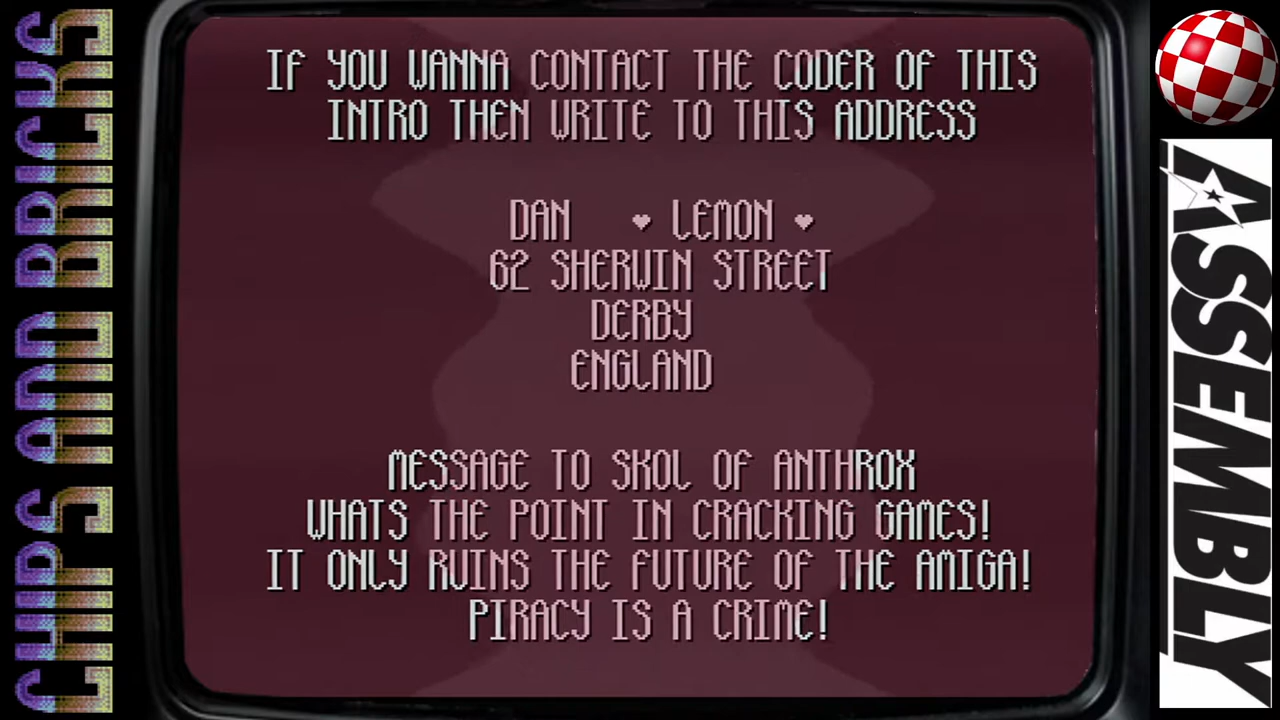 CHIPS AND BRICKS
IF YOU WANNA CONTACT THE CODER OF THIS
INTRO THEN WRITE TO THIS ADDRESS
DAN ♥ LEMON ♥
62 SHERWIN STREET
DERBY
ENGLAND
MESSAGE TO SKOL OF ANTHROX
WHATS THE POINT IN CRACKING GAMES!
IT ONLY RUINS THE FUTURE OF THE AMIGA!
PIRACY IS A CRIME!
ASSEMBLY